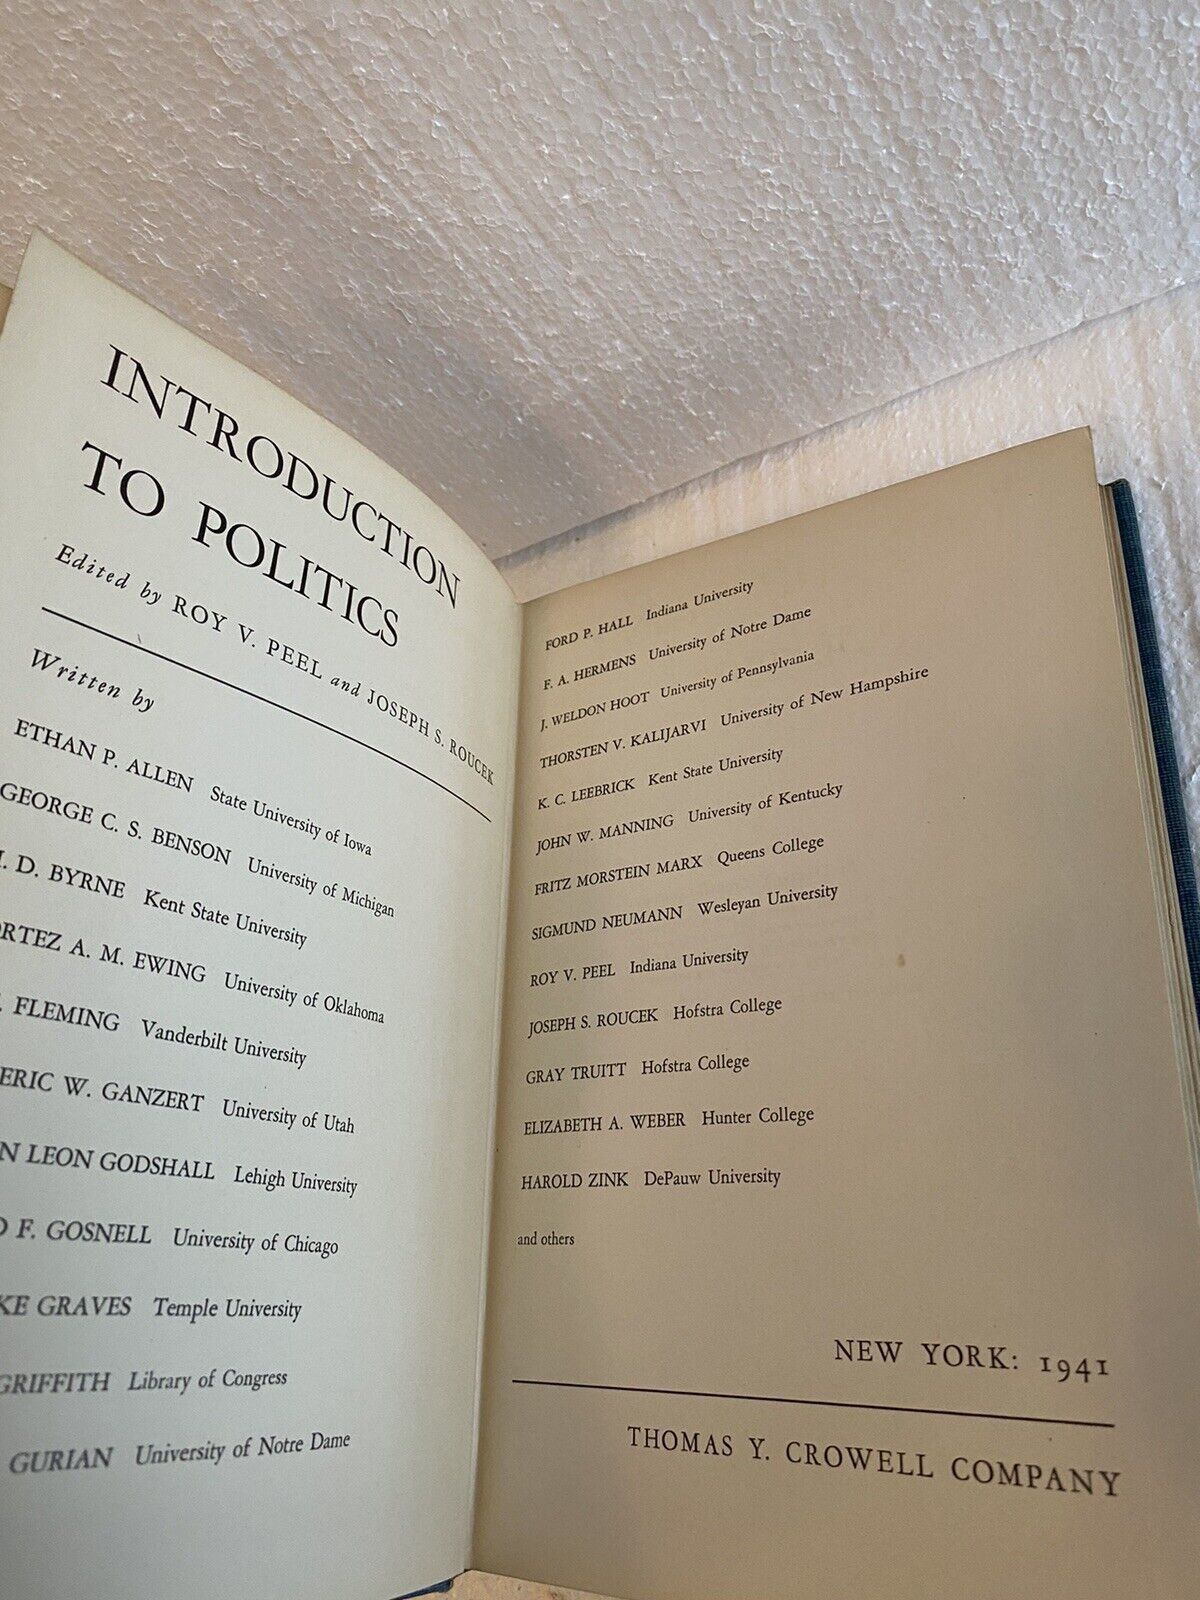 INTRODUCTION
TO POLITICS
Edited by ROY V. PEEL and JOSEPH S. ROUCEK
Written by
ETHAN P. ALLEN State University of Iowa
GEORGE C. S. BENSON University of Michigan
D. BYRNE Kent State University
RTEZ A. M. EWING University of Oklahoma
FLEMING Vanderbilt University
ERIC W. GANZERT University of Utah
N LEON GODSHALL Lehigh University
F. GOSNELL University of Chicago
KE GRAVES Temple University
GRIFFITH Library of Congress
GURIAN University of Notre Dame
FORD P. HALL Indiana University
F. A. HERMENS University of Notre Dame
J. WELDON HOOT University of Pennsylvania
THORSTEN V. KALIJARVI University of New Hampshire
K. C. LEEBRICK Kent State University
JOHN W. MANNING University of Kentucky
FRITZ MORSTEIN MARX Queens College
SIGMUND NEUMANN Wesleyan University
ROY V. PEEL Indiana University
JOSEPH S. ROUCEK Hofstra College
GRAY TRUITT Hofstra College
ELIZABETH A. WEBER Hunter College
HAROLD ZINK DePauw University
and others
NEW YORK: 1941
THOMAS Y. CROWELL COMPANY